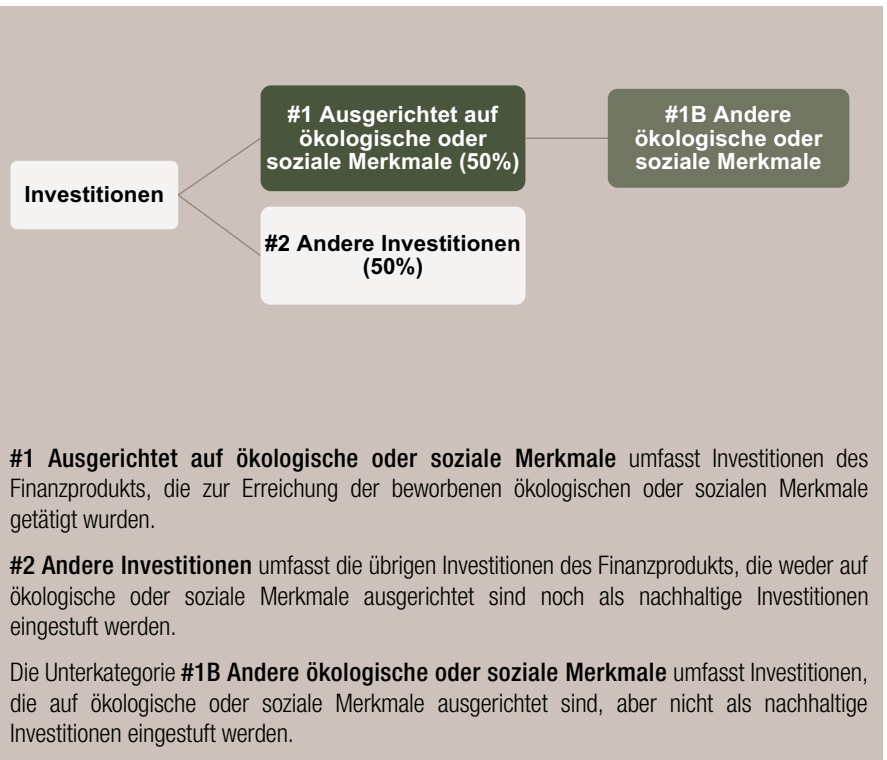 #1 Ausgerichtet auf
ökologische oder
soziale Merkmale (50%)
#1B Andere
ökologische oder
soziale Merkmale
Investitionen
#2 Andere Investitionen
(50%)
#1 Ausgerichtet auf ökologische oder soziale Merkmale umfasst Investitionen des
Finanzprodukts, die zur Erreichung der beworbenen ökologischen oder sozialen Merkmale
getätigt wurden.
#2 Andere Investitionen umfasst die übrigen Investitionen des Finanzprodukts, die weder auf
ökologische oder soziale Merkmale ausgerichtet sind noch als nachhaltige Investitionen
eingestuft werden.
Die Unterkategorie #1B Andere ökologische oder soziale Merkmale umfasst Investitionen,
die auf ökologische oder soziale Merkmale ausgerichtet sind, aber nicht als nachhaltige
Investitionen eingestuft werden.